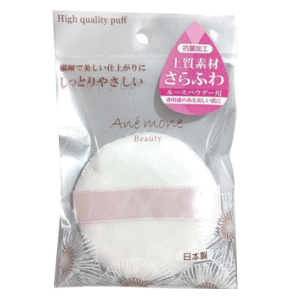 High quality puff
繊細で美しい仕上がりに
しっとりやさしい
抗菌加工
上質素材
さらふわ
ルースパウダー用
透明感のある美しい肌に
Anémone
Beauty
日本製